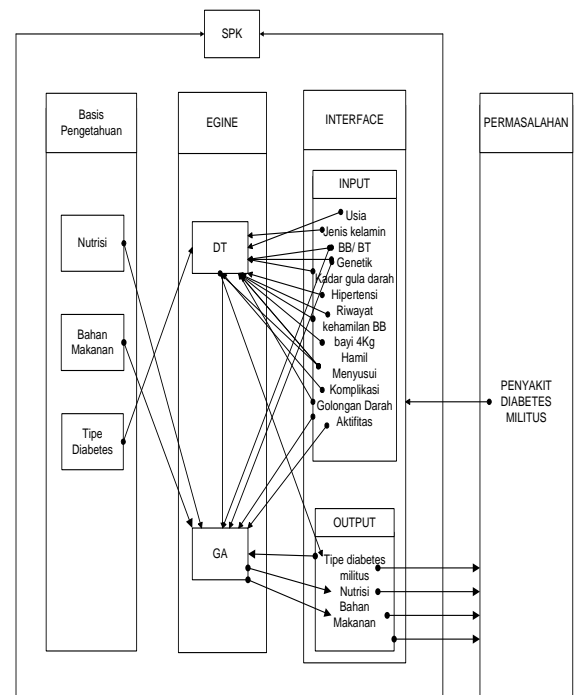 SPK
Basis
Pengetahuan
EGINE
INTERFACE
PERMASALAHAN
Nutrisi
Bahan
Makanan
Tipe
Diabetes
DT
GA
INPUT
Usia
Jenis kelamin
BB/ BT
Genetik
Kadar gula darah
Hipertensi
Riwayat
kehamilan BB
bayi 4Kg
Hamil
Menyusui
Komplikasi
Golongan Darah
Aktifitas
OUTPUT
Tipe diabetes
militus
Nutrisi
Bahan
Makanan
PENYAKIT
DIABETES
MILITUS